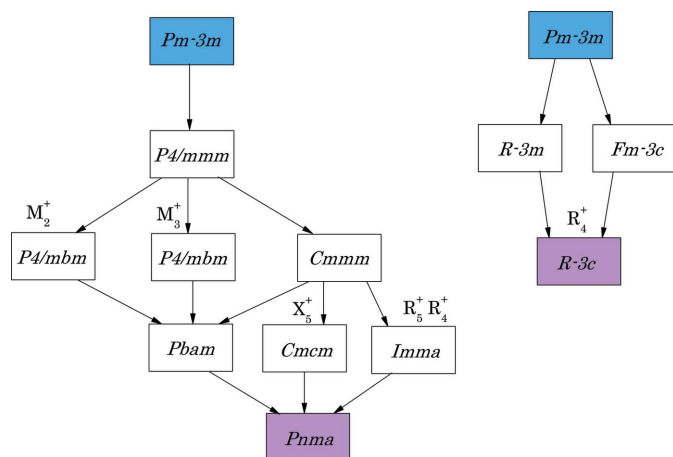 Pm-3m
Pm-3m
P4/mmm
R-3m
Fm-3c
M₂⁺
M₃⁺
R₄⁺
P4/mbm
P4/mbm
Cmmm
R-3c
X₅⁺
R₅⁺ R₄⁺
Pbam
Cmcm
Imma
Pnma